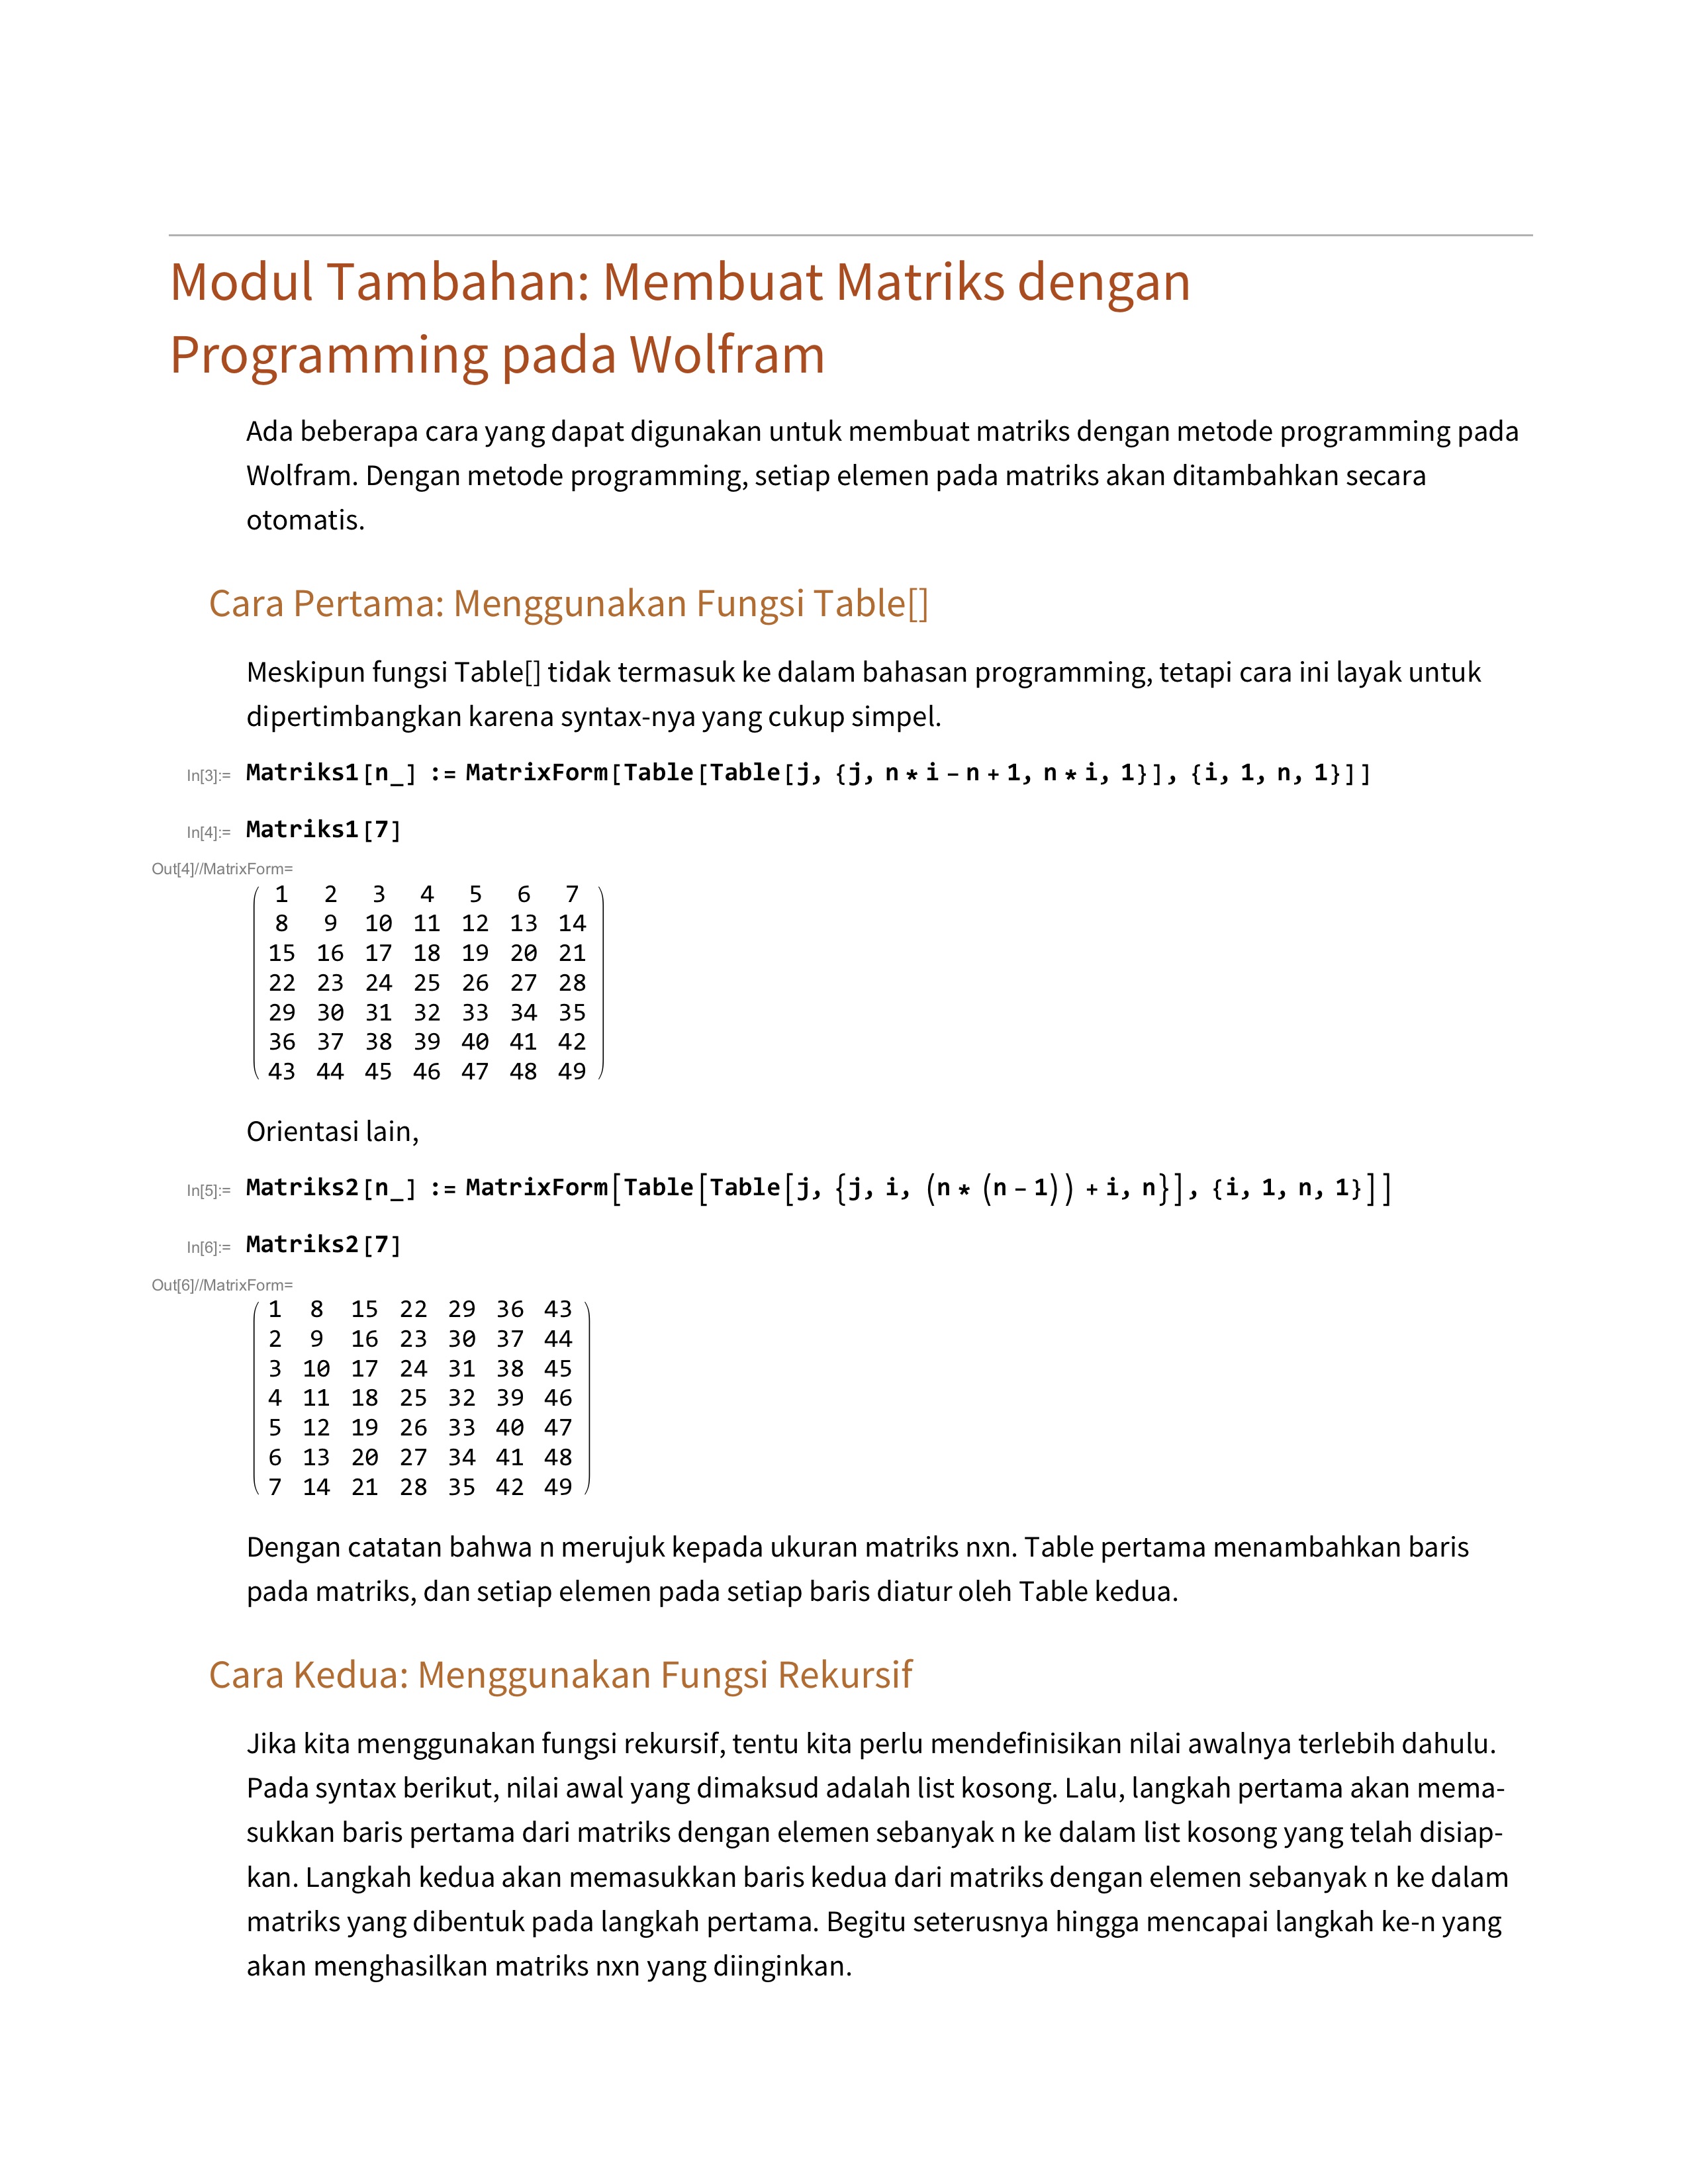 Modul Tambahan: Membuat Matriks dengan
Programming pada Wolfram
Ada beberapa cara yang dapat digunakan untuk membuat matriks dengan metode programming pada
Wolfram. Dengan metode programming, setiap elemen pada matriks akan ditambahkan secara
otomatis.
Cara Pertama: Menggunakan Fungsi Table[]
Meskipun fungsi Table[] tidak termasuk ke dalam bahasan programming, tetapi cara ini layak untuk
dipertimbangkan karena syntax-nya yang cukup simpel.
In[3]:= Matriks1[n_] := MatrixForm[Table[Table[j, {j, n * i - n + 1, n * i, 1}], {i, 1, n, 1}]]
In[4]:= Matriks1[7]
Out[4]//MatrixForm=
1 2 3 4 5 6 7
8 9 10 11 12 13 14
15 16 17 18 19 20 21
22 23 24 25 26 27 28
29 30 31 32 33 34 35
36 37 38 39 40 41 42
43 44 45 46 47 48 49
Orientasi lain,
In[5]:= Matriks2[n_] := MatrixForm[Table[Table[j, {j, i, (n * (n - 1)) + i, n}], {i, 1, n, 1}]]
In[6]:= Matriks2[7]
Out[6]//MatrixForm=
1 8 15 22 29 36 43
2 9 16 23 30 37 44
3 10 17 24 31 38 45
4 11 18 25 32 39 46
5 12 19 26 33 40 47
6 13 20 27 34 41 48
7 14 21 28 35 42 49
Dengan catatan bahwa n merujuk kepada ukuran matriks nxn. Table pertama menambahkan baris
pada matriks, dan setiap elemen pada setiap baris diatur oleh Table kedua.
Cara Kedua: Menggunakan Fungsi Rekursif
Jika kita menggunakan fungsi rekursif, tentu kita perlu mendefinisikan nilai awalnya terlebih dahulu.
Pada syntax berikut, nilai awal yang dimaksud adalah list kosong. Lalu, langkah pertama akan mema-
sukkan baris pertama dari matriks dengan elemen sebanyak n ke dalam list kosong yang telah disiap-
kan. Langkah kedua akan memasukkan baris kedua dari matriks dengan elemen sebanyak n ke dalam
matriks yang dibentuk pada langkah pertama. Begitu seterusnya hingga mencapai langkah ke-n yang
akan menghasilkan matriks nxn yang diinginkan.